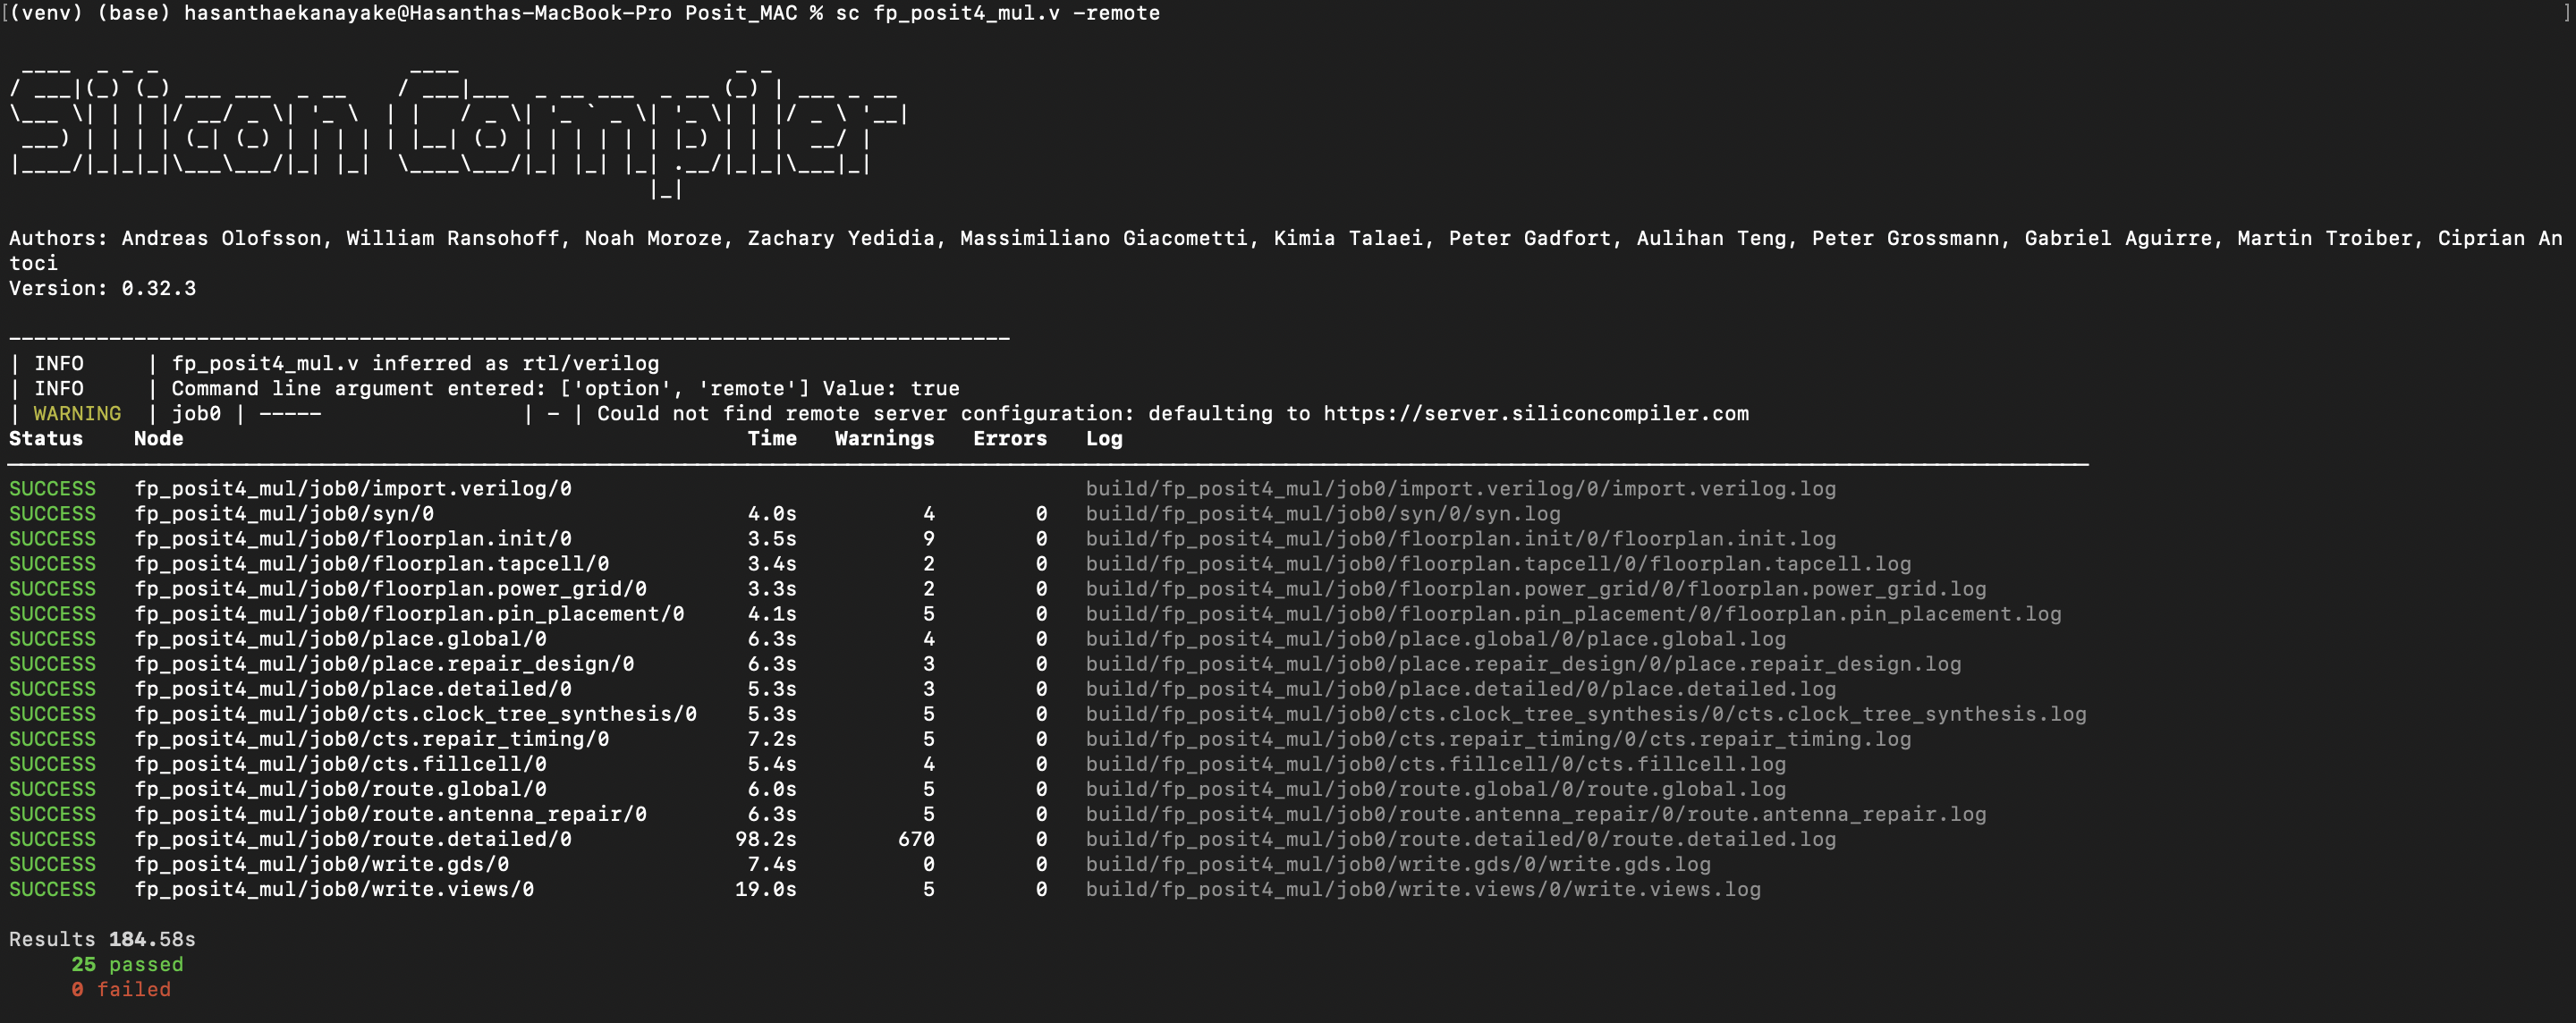 [(venv) (base) hasanthaekanayake@Hasanthas-MacBook-Pro Posit_MAC % sc fp_posit4_mul.v -remote ]
Silicon Compiler
Authors: Andreas Olofsson, William Ransohoff, Noah Moroze, Zachary Yedidia, Massimiliano Giacometti, Kimia Talaei, Peter Gadfort, Aulihan Teng, Peter Grossmann, Gabriel Aguirre, Martin Troiber, Ciprian An
toci
Version: 0.32.3
--------------------------------------------------------------------------------
| INFO     | fp_posit4_mul.v inferred as rtl/verilog
| INFO     | Command line argument entered: ['option', 'remote'] Value: true
| WARNING  | job0 | -----                | - | Could not find remote server configuration: defaulting to https://server.siliconcompiler.com
Status   Node   Time   Warnings   Errors   Log
SUCCESS   fp_posit4_mul/job0/import.verilog/0   build/fp_posit4_mul/job0/import.verilog/0/import.verilog.log
SUCCESS   fp_posit4_mul/job0/syn/0   4.0s   4   0   build/fp_posit4_mul/job0/syn/0/syn.log
SUCCESS   fp_posit4_mul/job0/floorplan.init/0   3.5s   9   0   build/fp_posit4_mul/job0/floorplan.init/0/floorplan.init.log
SUCCESS   fp_posit4_mul/job0/floorplan.tapcell/0   3.4s   2   0   build/fp_posit4_mul/job0/floorplan.tapcell/0/floorplan.tapcell.log
SUCCESS   fp_posit4_mul/job0/floorplan.power_grid/0   3.3s   2   0   build/fp_posit4_mul/job0/floorplan.power_grid/0/floorplan.power_grid.log
SUCCESS   fp_posit4_mul/job0/floorplan.pin_placement/0   4.1s   5   0   build/fp_posit4_mul/job0/floorplan.pin_placement/0/floorplan.pin_placement.log
SUCCESS   fp_posit4_mul/job0/place.global/0   6.3s   4   0   build/fp_posit4_mul/job0/place.global/0/place.global.log
SUCCESS   fp_posit4_mul/job0/place.repair_design/0   6.3s   3   0   build/fp_posit4_mul/job0/place.repair_design/0/place.repair_design.log
SUCCESS   fp_posit4_mul/job0/place.detailed/0   5.3s   3   0   build/fp_posit4_mul/job0/place.detailed/0/place.detailed.log
SUCCESS   fp_posit4_mul/job0/cts.clock_tree_synthesis/0   5.3s   5   0   build/fp_posit4_mul/job0/cts.clock_tree_synthesis/0/cts.clock_tree_synthesis.log
SUCCESS   fp_posit4_mul/job0/cts.repair_timing/0   7.2s   5   0   build/fp_posit4_mul/job0/cts.repair_timing/0/cts.repair_timing.log
SUCCESS   fp_posit4_mul/job0/cts.fillcell/0   5.4s   4   0   build/fp_posit4_mul/job0/cts.fillcell/0/cts.fillcell.log
SUCCESS   fp_posit4_mul/job0/route.global/0   6.0s   5   0   build/fp_posit4_mul/job0/route.global/0/route.global.log
SUCCESS   fp_posit4_mul/job0/route.antenna_repair/0   6.3s   5   0   build/fp_posit4_mul/job0/route.antenna_repair/0/route.antenna_repair.log
SUCCESS   fp_posit4_mul/job0/route.detailed/0   98.2s   670   0   build/fp_posit4_mul/job0/route.detailed/0/route.detailed.log
SUCCESS   fp_posit4_mul/job0/write.gds/0   7.4s   0   0   build/fp_posit4_mul/job0/write.gds/0/write.gds.log
SUCCESS   fp_posit4_mul/job0/write.views/0   19.0s   5   0   build/fp_posit4_mul/job0/write.views/0/write.views.log
Results 184.58s
25 passed
0 failed